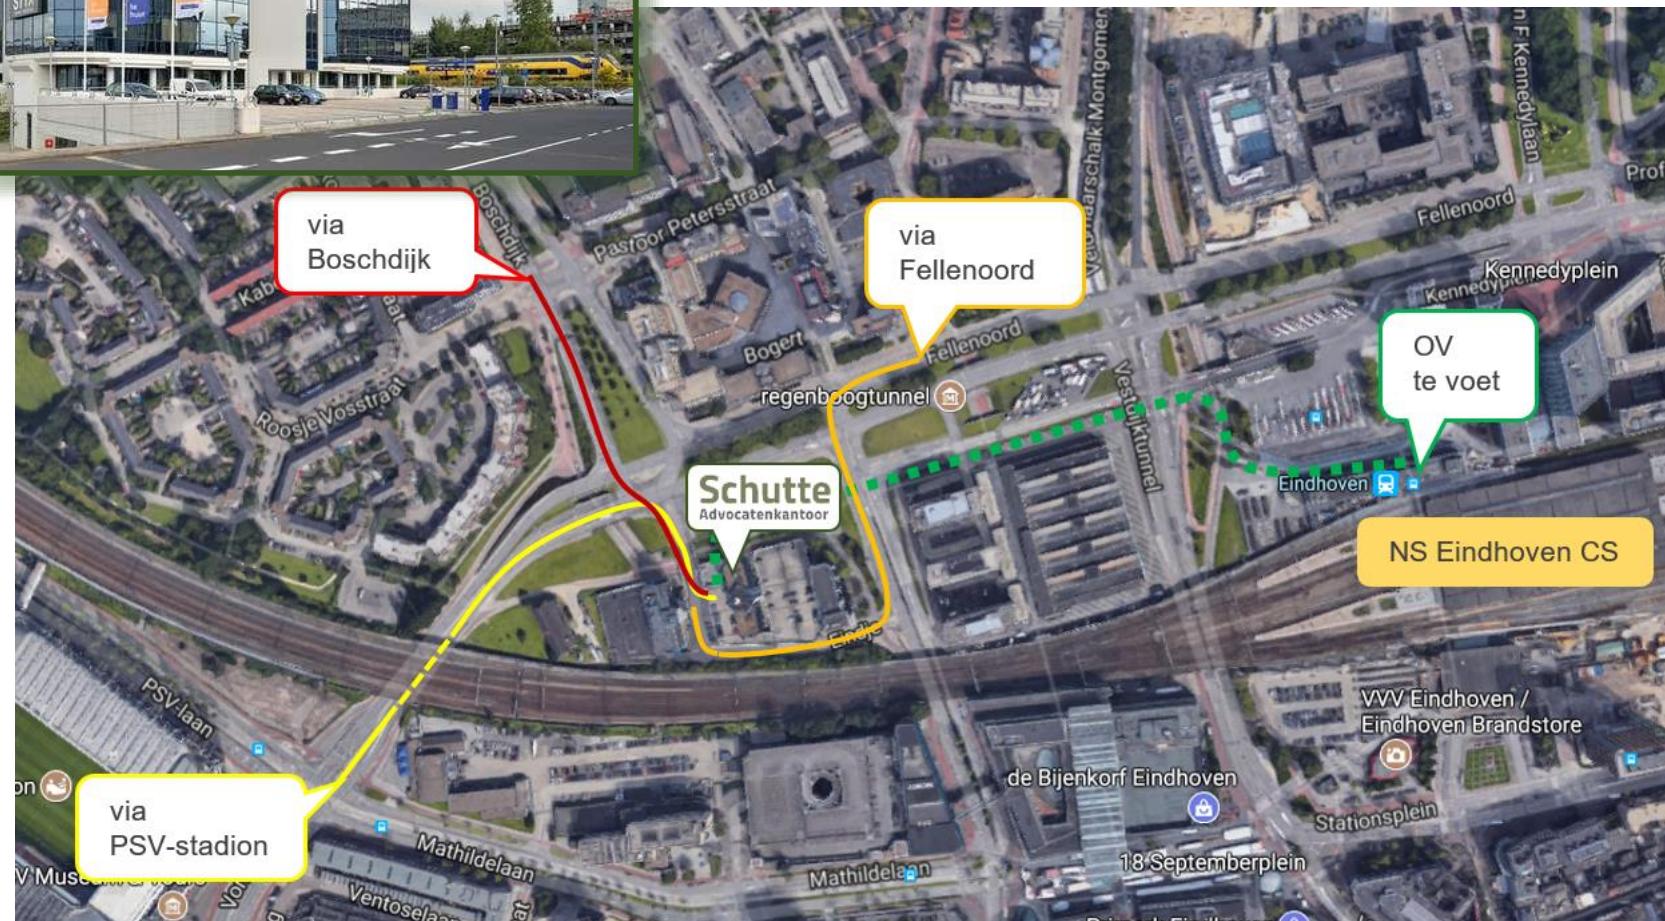 via
Boschdijk
Boschdijk
Pastoor Petersstraat
via
Fellenoord
Fellenoord
Kennedyplein
OV
te voet
Bogert
Fellenoord
regenboogtunnel
Roosje Vosstraat
Vestdijktunnel
Schutte
Advocatenkantoor
Eindhoven
NS Eindhoven CS
Eindje
PSV-laan
VVV Eindhoven /
Eindhoven Brandstore
de Bijenkorf Eindhoven
via
PSV-stadion
Stationsplein
Mathildelaan
Mathildelaan
18 Septemberplein